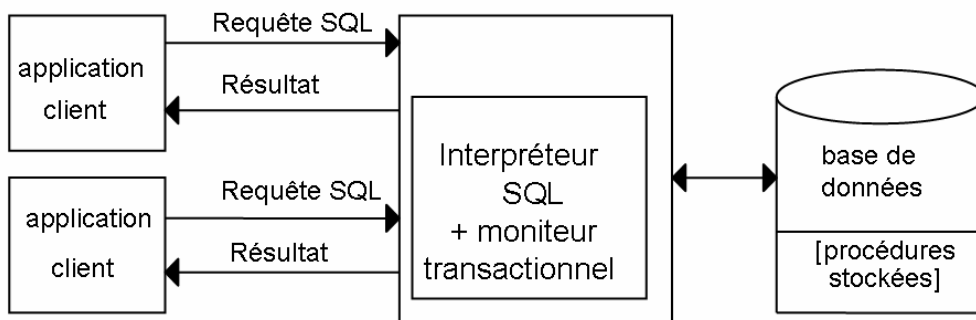 Requête SQL
application
client
Résultat
Requête SQL
application
client
Résultat
Interpréteur
SQL
+ moniteur
transactionnel
base de
données
[procédures
stockées]